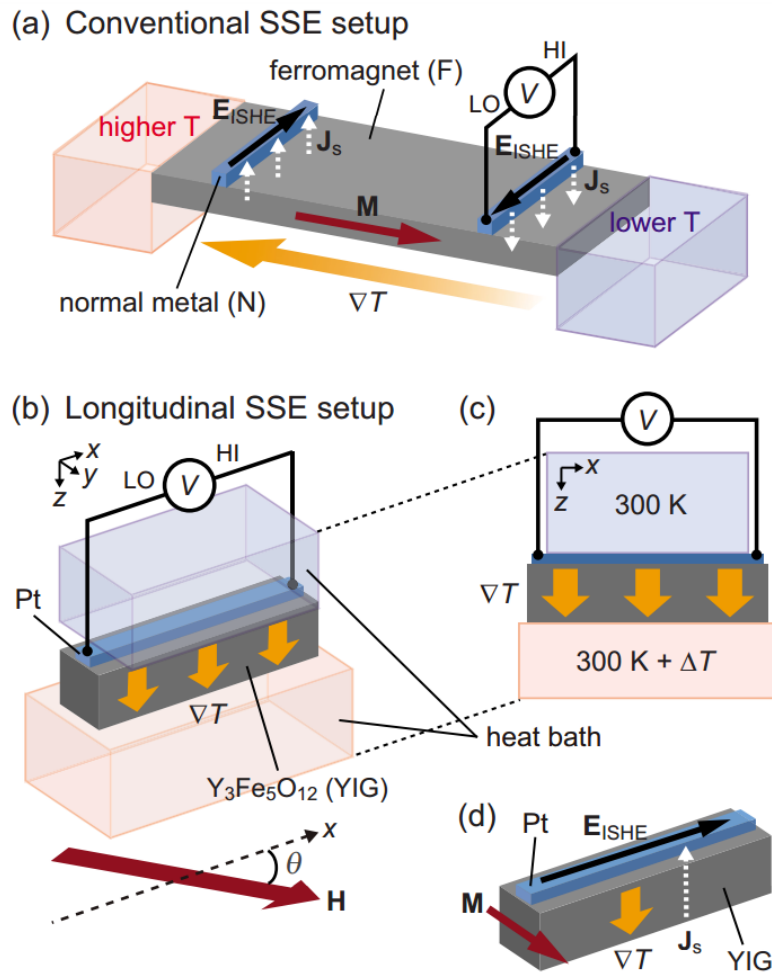 (a) Conventional SSE setup
ferromagnet (F)
HI
V
LO
higher T
E_ISHE
J_s
E_ISHE
J_s
M
lower T
normal metal (N)
∇T
(b) Longitudinal SSE setup
x
y
z
LO
V
HI
Pt
∇T
heat bath
Y₃Fe₅O₁₂ (YIG)
x
θ
H
(c)
V
x
z
300 K
∇T
300 K + ΔT
(d)
Pt
E_ISHE
M
∇T
J_s
YIG